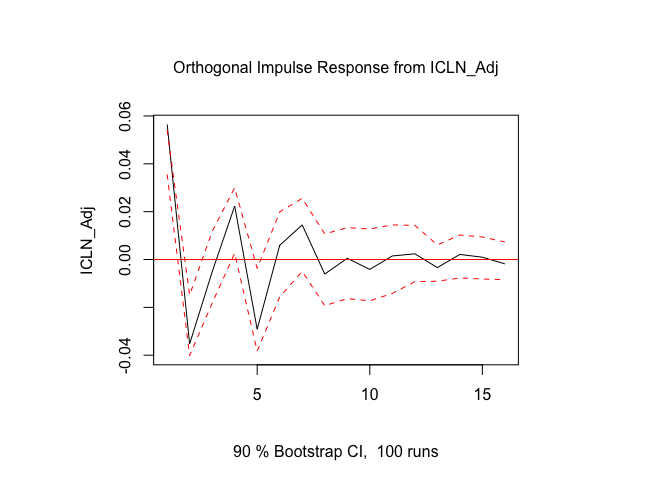 Orthogonal Impulse Response from ICLN_Adj
0.06
0.04
0.02
0.00
-0.04
ICLN_Adj
5 10 15
90 % Bootstrap CI,  100 runs